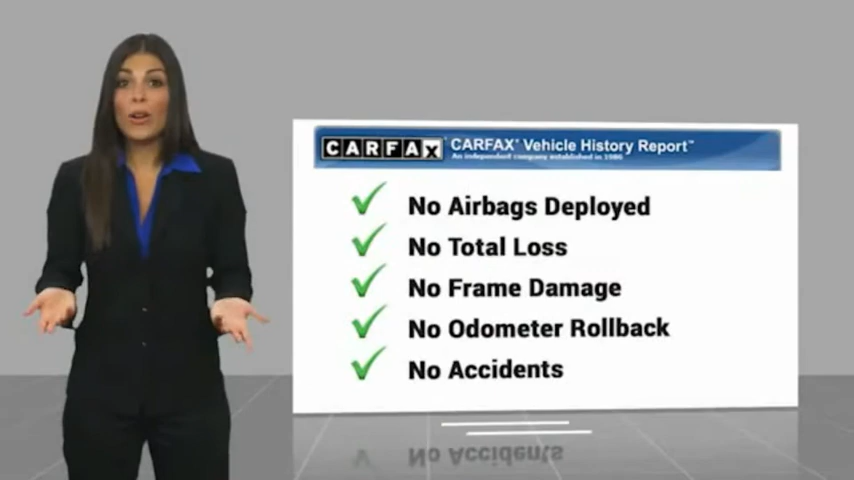 CARFAX CARFAX® Vehicle History Report™
An independent company established in 1986
No Airbags Deployed
No Total Loss
No Frame Damage
No Odometer Rollback
No Accidents
No Accidents